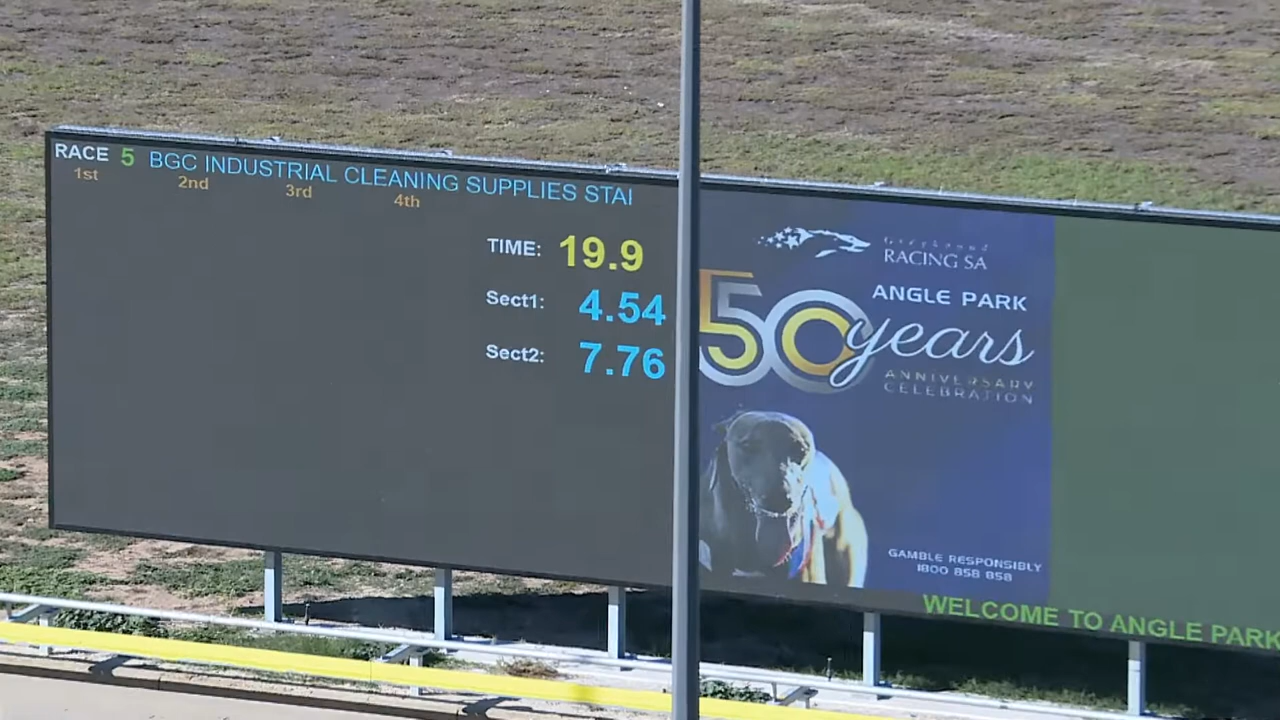 RACE 5 BGC INDUSTRIAL CLEANING SUPPLIES STAI
1st 2nd 3rd 4th
TIME: 19.9
Sect1: 4.54
Sect2: 7.76
Greyhound
RACING SA
ANGLE PARK
50 years
ANNIVERSARY
CELEBRATION
GAMBLE RESPONSIBLY
1800 858 858
WELCOME TO ANGLE PARK